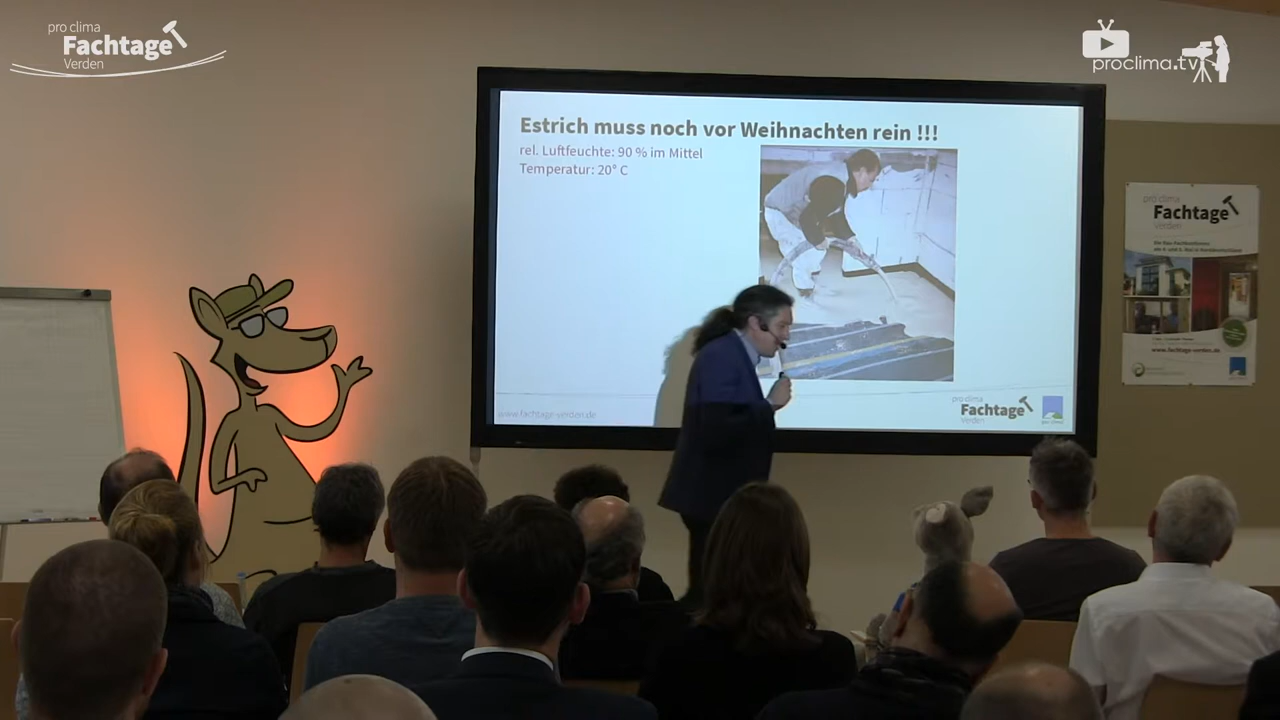 pro clima
Fachtage
Verden
proclima.tv
Estrich muss noch vor Weihnachten rein !!!
rel. Luftfeuchte: 90 % im Mittel
Temperatur: 20° C
www.fachtage-verden.de
pro clima
Fachtage
Verden
pro clima
Fachtage
Verden
www.fachtage-verden.de